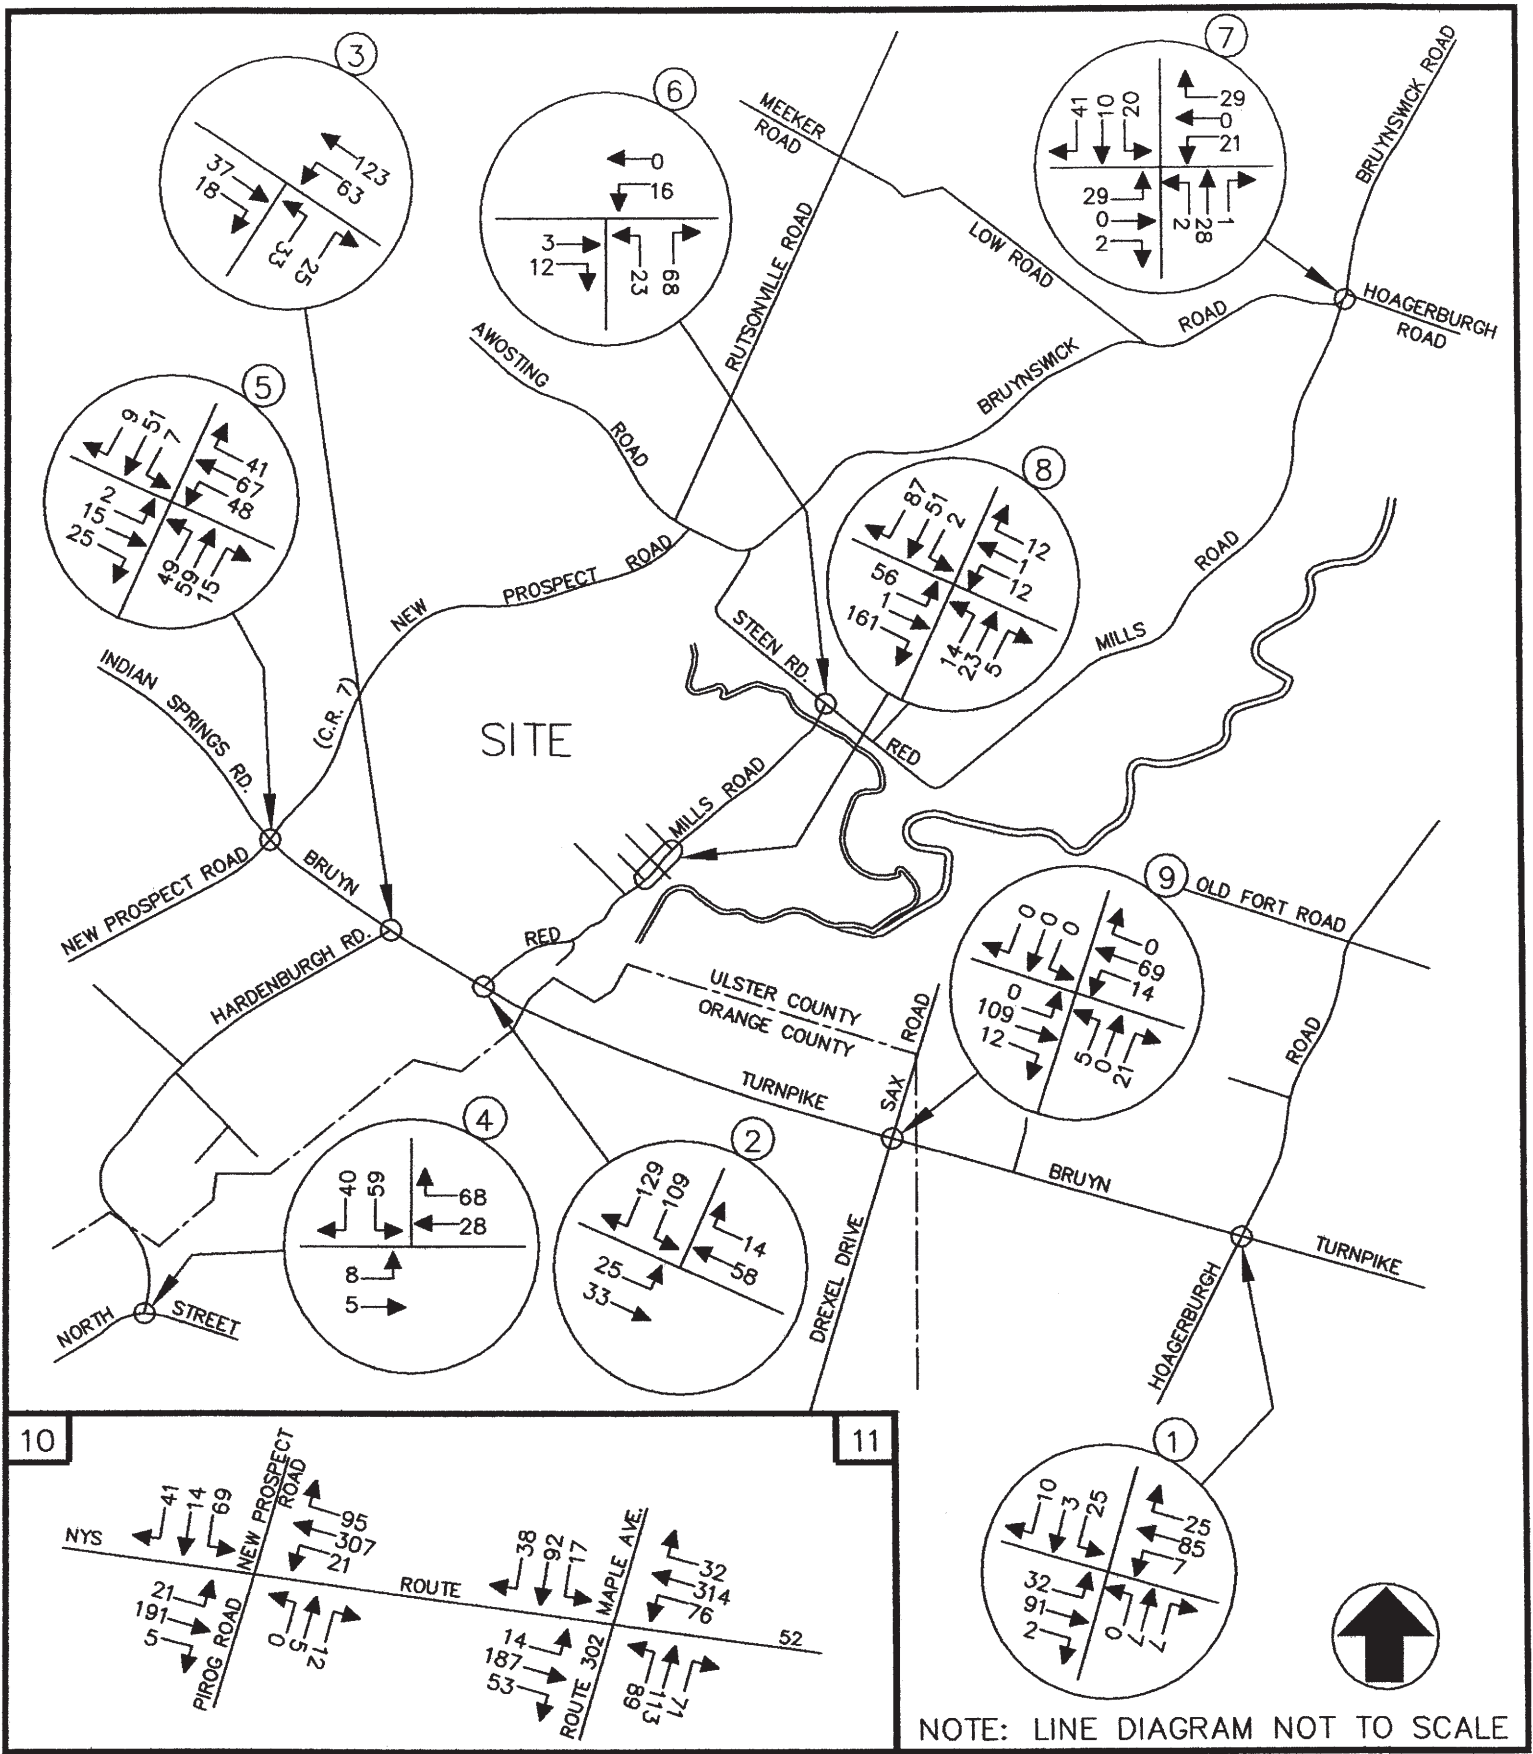 3
123
63
37
18
33
25
6
0
16
3
12
23
68
7
41
10
20
29
0
21
29
0
2
2
28
1
MEEKER
ROAD
BRUYNSWICK ROAD
LOW ROAD
RUTSONVILLE ROAD
HOAGERBURGH
ROAD
BRUYNSWICK
ROAD
AWOSTING
ROAD
5
9
51
7
41
67
48
2
15
25
49
59
15
8
87
51
2
12
1
12
56
1
161
14
23
5
NEW
PROSPECT
ROAD
(C.R. 7)
STEEN RD.
RED
MILLS
ROAD
INDIAN
SPRINGS
RD.
SITE
MILLS ROAD
RED
NEW PROSPECT ROAD
BRUYN
HARDENBURGH RD.
9
0
0
0
0
69
14
0
109
12
5
0
21
OLD FORT ROAD
ULSTER COUNTY
ORANGE COUNTY
SAX
ROAD
ROAD
TURNPIKE
BRUYN
TURNPIKE
4
40
59
68
28
8
5
2
129
109
14
58
25
33
DREXEL DRIVE
HOAGERBURGH
NORTH
STREET
10
NYS
41
14
69
NEW PROSPECT
ROAD
95
307
21
21
191
5
0
5
12
PIROG ROAD
ROUTE
11
38
92
17
MAPLE AVE.
32
314
76
14
187
53
89
113
71
ROUTE 302
52
1
10
3
25
25
85
7
32
91
2
0
7
7
NOTE: LINE DIAGRAM NOT TO SCALE